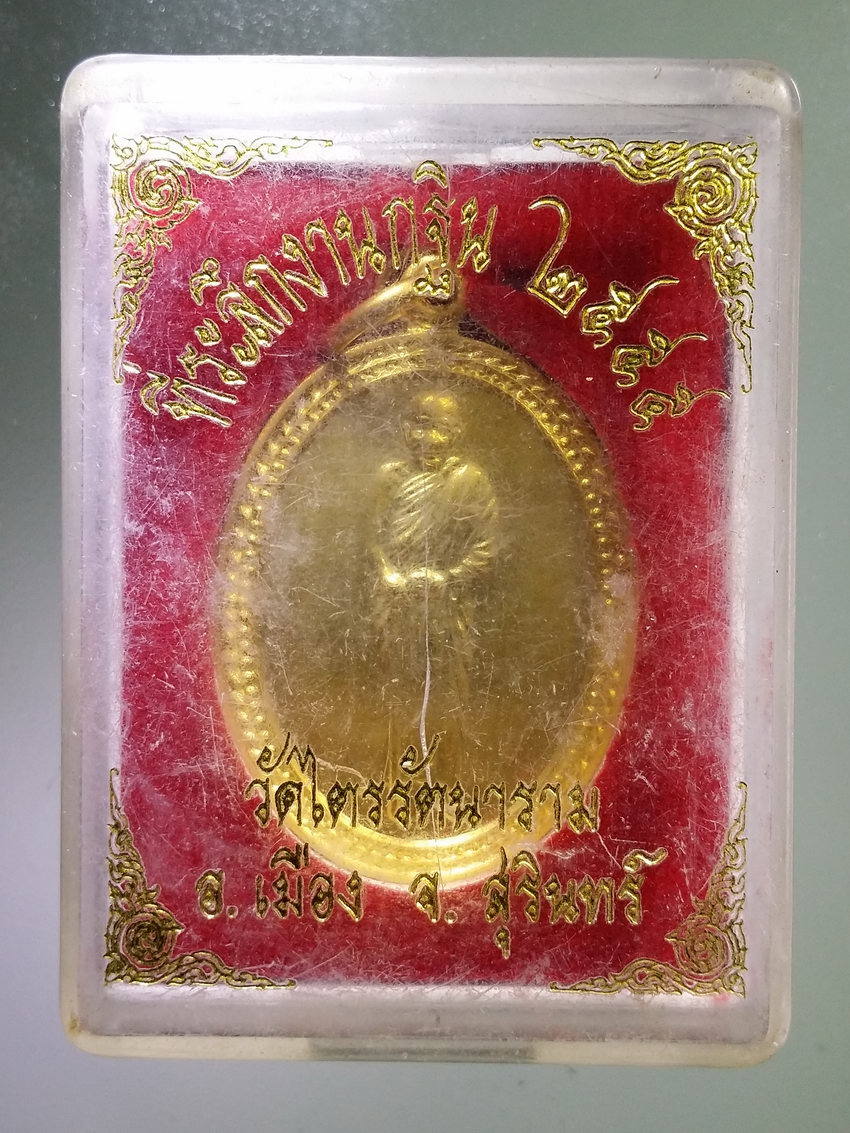 ที่ระลึกงานกฐิน ๒๕๕๔
วัดไตรรัตนาราม
อ. เมือง จ. สุรินทร์